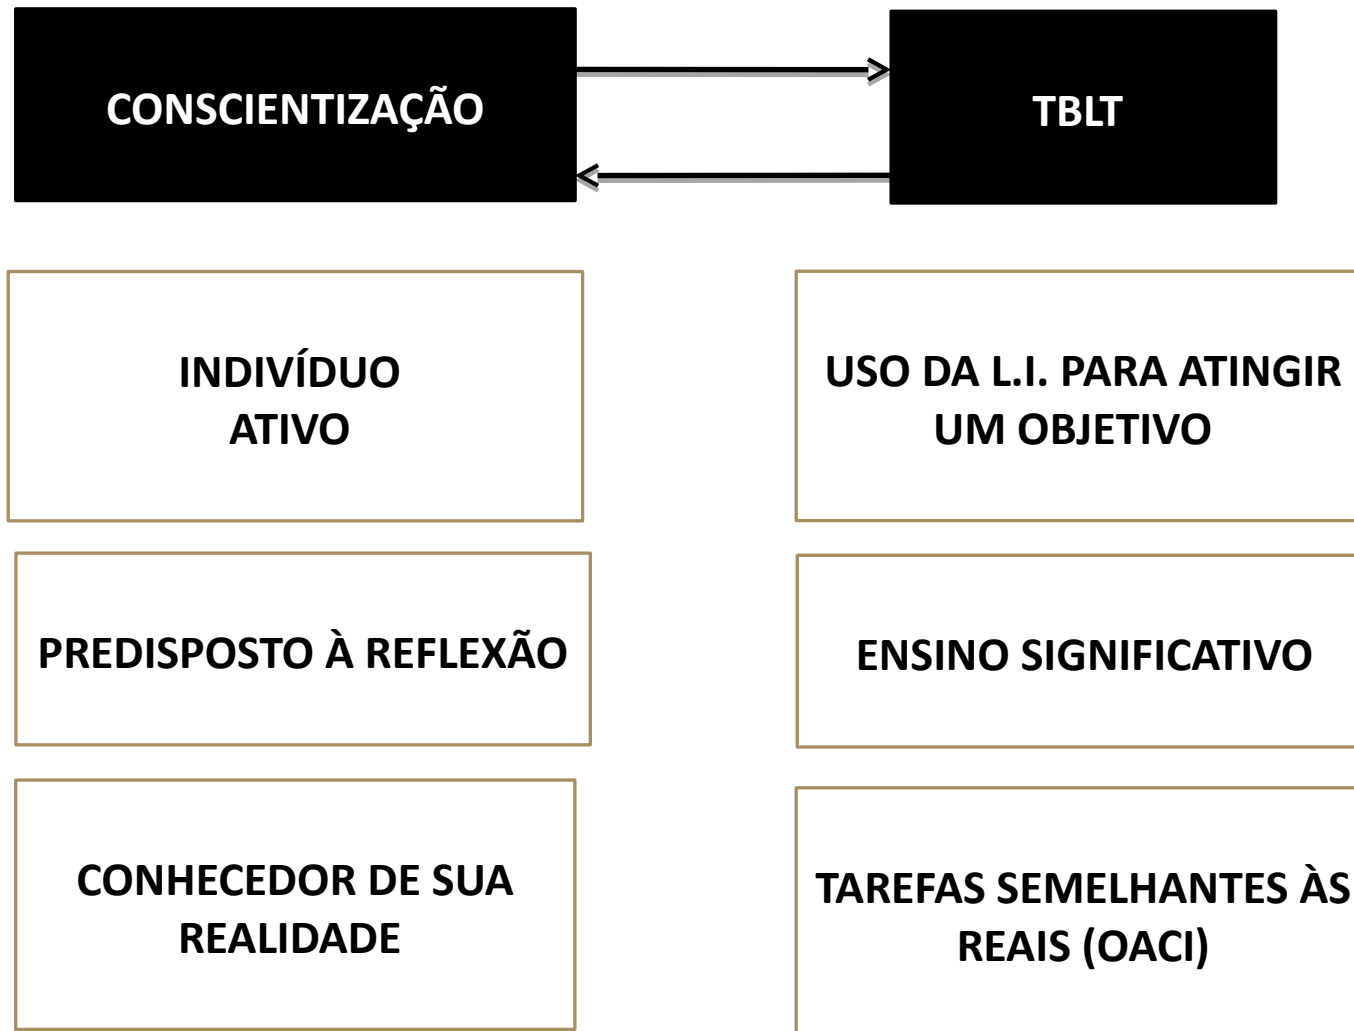 CONSCIENTIZAÇÃO
TBLT
INDIVÍDUO
ATIVO
USO DA L.I. PARA ATINGIR
UM OBJETIVO
PREDISPOSTO À REFLEXÃO
ENSINO SIGNIFICATIVO
CONHECEDOR DE SUA
REALIDADE
TAREFAS SEMELHANTES ÀS
REAIS (OACI)